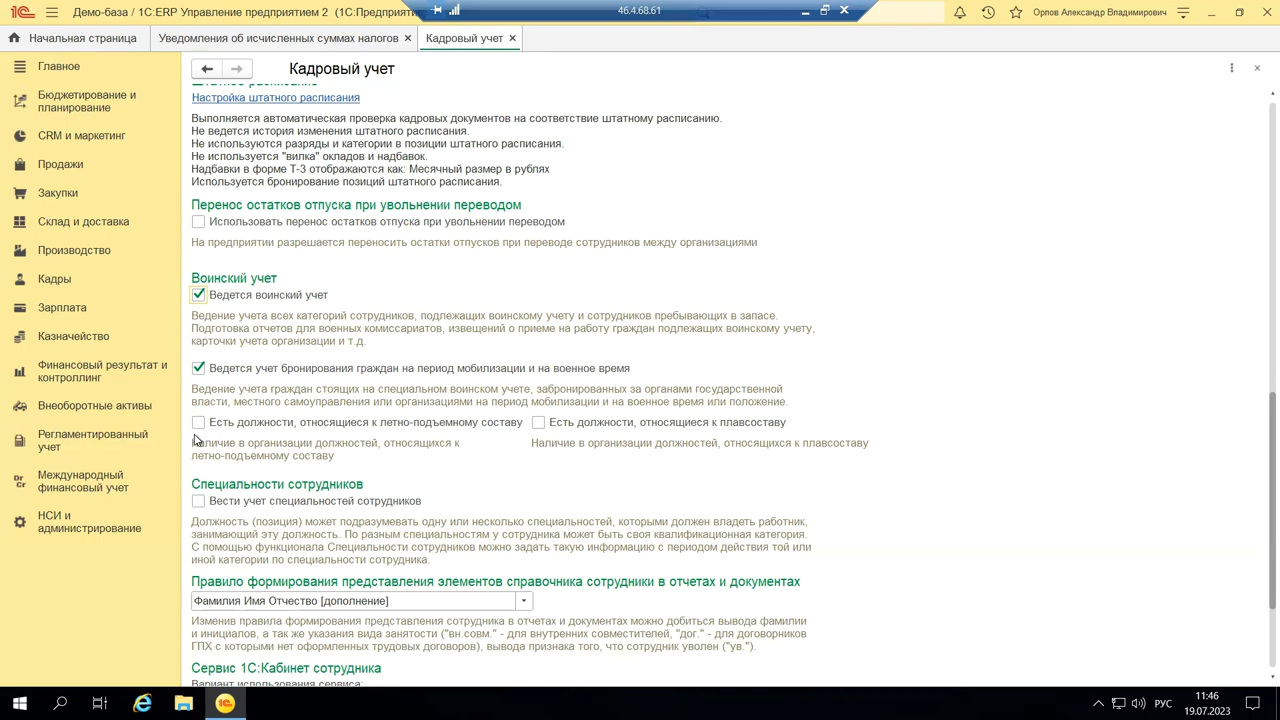 1С Демо-база / 1С:ERP Управление предприятием 2 (1С:Предприятие
46.4.68.61
Орлов Александр Владимирович
Начальная страница
Уведомления об исчисленных суммах налогов ×
Кадровый учет ×
Главное
Бюджетирование и
планирование
CRM и маркетинг
Продажи
Закупки
Склад и доставка
Производство
Кадры
Зарплата
Казначейство
Финансовый результат и
контроллинг
Внеоборотные активы
Регламентированный
учет
Международный
финансовый учет
НСИ и
администрирование
Кадровый учет
Штатное расписание
Настройка штатного расписания
Выполняется автоматическая проверка кадровых документов на соответствие штатному расписанию.
Не ведется история изменения штатного расписания.
Не используются разряды и категории в позиции штатного расписания.
Не используется "вилка" окладов и надбавок.
Надбавки в форме Т-3 отображаются как: Месячный размер в рублях
Используется бронирование позиций штатного расписания.
Перенос остатков отпуска при увольнении переводом
Использовать перенос остатков отпуска при увольнении переводом
На предприятии разрешается переносить остатки отпусков при переводе сотрудников между организациями
Воинский учет
Ведется воинский учет
Ведение учета всех категорий сотрудников, подлежащих воинскому учету и сотрудников пребывающих в запасе.
Подготовка отчетов для военных комиссариатов, извещений о приеме на работу граждан подлежащих воинскому учету,
карточки учета организации и т.д.
Ведется учет бронирования граждан на период мобилизации и на военное время
Ведение учета граждан стоящих на специальном воинском учете, забронированных за органами государственной
власти, местного самоуправления или организациями на период мобилизации и на военное время или положение.
Есть должности, относящиеся к летно-подъемному составу
Есть должности, относящиеся к плавсоставу
Наличие в организации должностей, относящихся к
летно-подъемному составу
Наличие в организации должностей, относящихся к плавсоставу
Специальности сотрудников
Вести учет специальностей сотрудников
Должность (позиция) может подразумевать одну или несколько специальностей, которыми должен владеть работник,
занимающий эту должность. По разным специальностям у сотрудника может быть своя квалификационная категория.
С помощью функционала Специальности сотрудников можно задать такую информацию с периодом действия той или
иной категории по специальности сотрудника.
Правило формирования представления элементов справочника сотрудники в отчетах и документах
Фамилия Имя Отчество [дополнение]
Изменив правила формирования представления сотрудника в отчетах и документах можно добиться вывода фамилии
и инициалов, а так же указания вида занятости ("вн.совм." - для внутренних совместителей, "дог." - для договорников
ГПХ с которыми нет оформленных трудовых договоров), вывода признака того, что сотрудник уволен ("ув.").
Сервис 1С:Кабинет сотрудника
Вариант использования сервиса:
РУС
11:46
19.07.2023